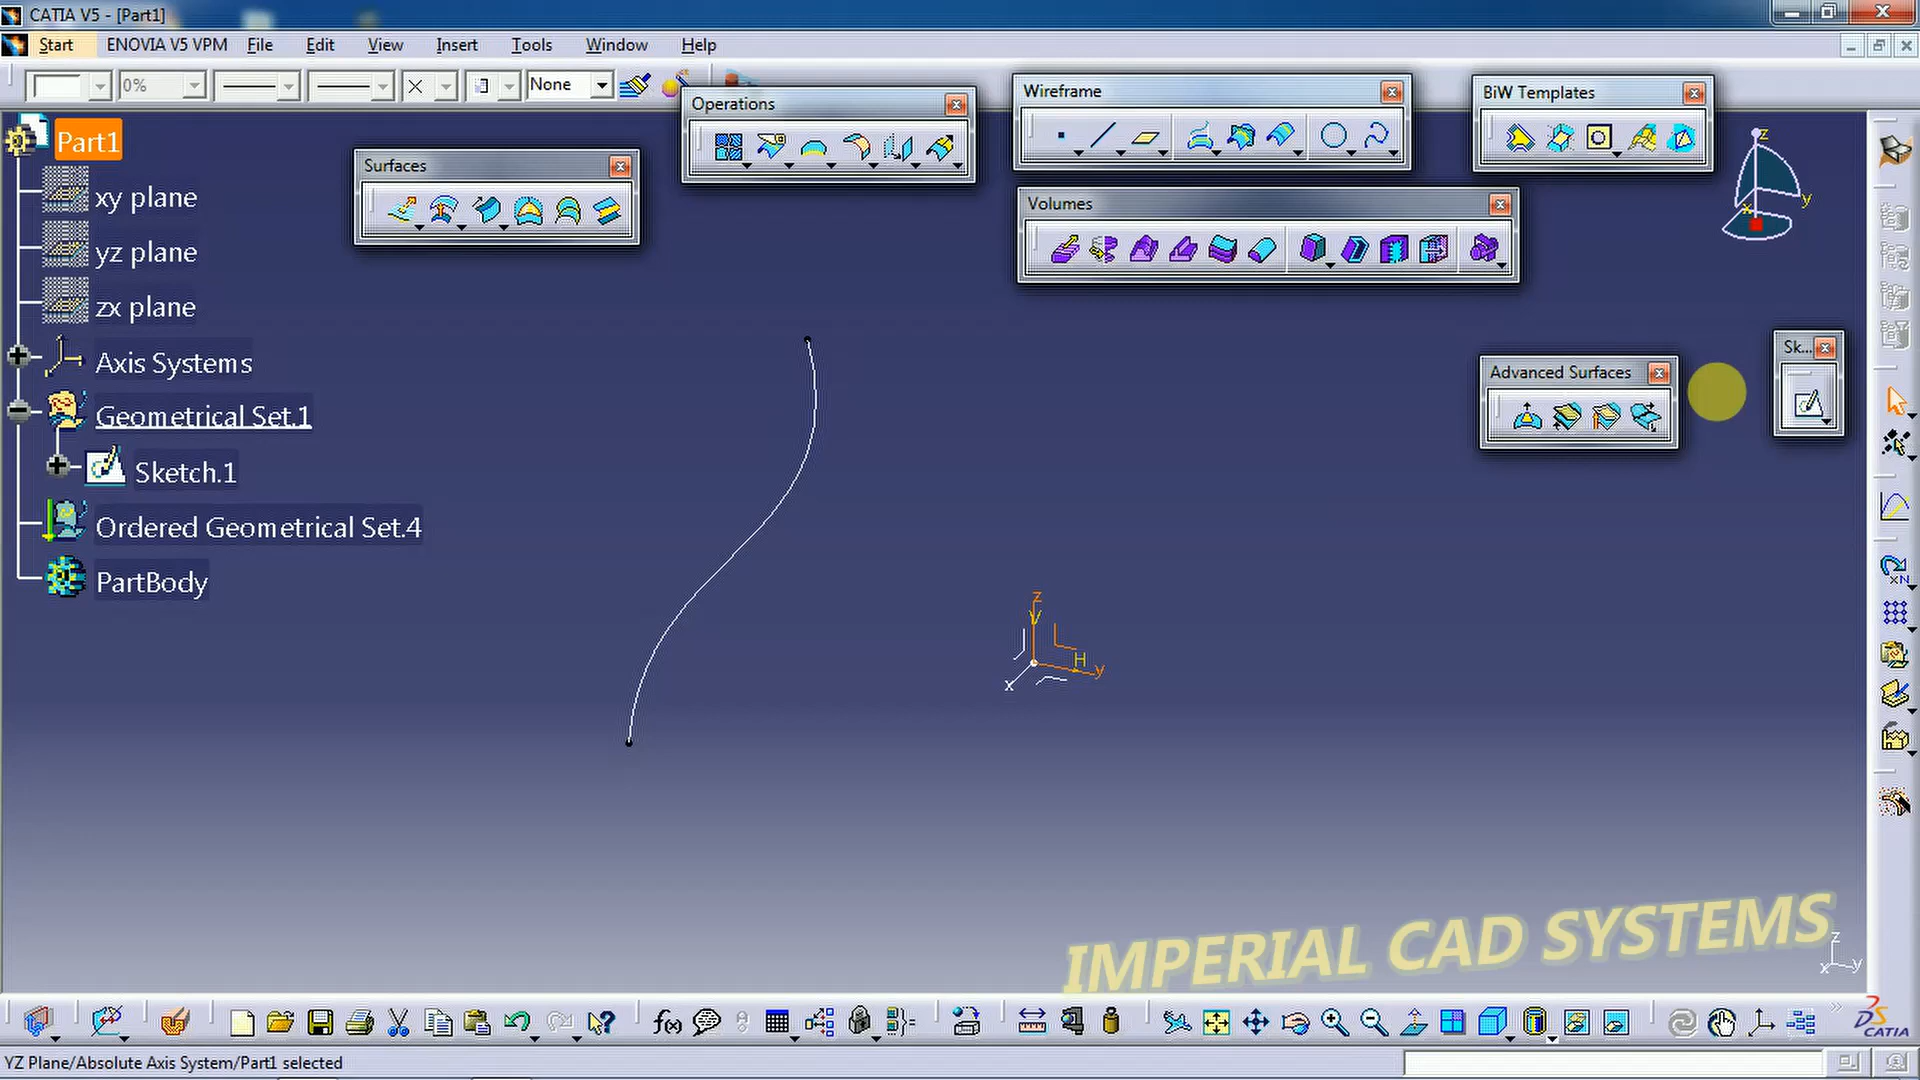 CATIA V5 - [Part1]
Start ENOVIA V5 VPM File Edit View Insert Tools Window Help
0% None
Operations
Wireframe
BiW Templates
Part1
Surfaces
xy plane
Volumes
yz plane
zx plane
Axis Systems
Sk...
Advanced Surfaces
Geometrical Set.1
Sketch.1
Ordered Geometrical Set.4
PartBody
z
y
x
z
V
H
y
x
IMPERIAL CAD SYSTEMS
z
x y
f(x)
CATIA
YZ Plane/Absolute Axis System/Part1 selected